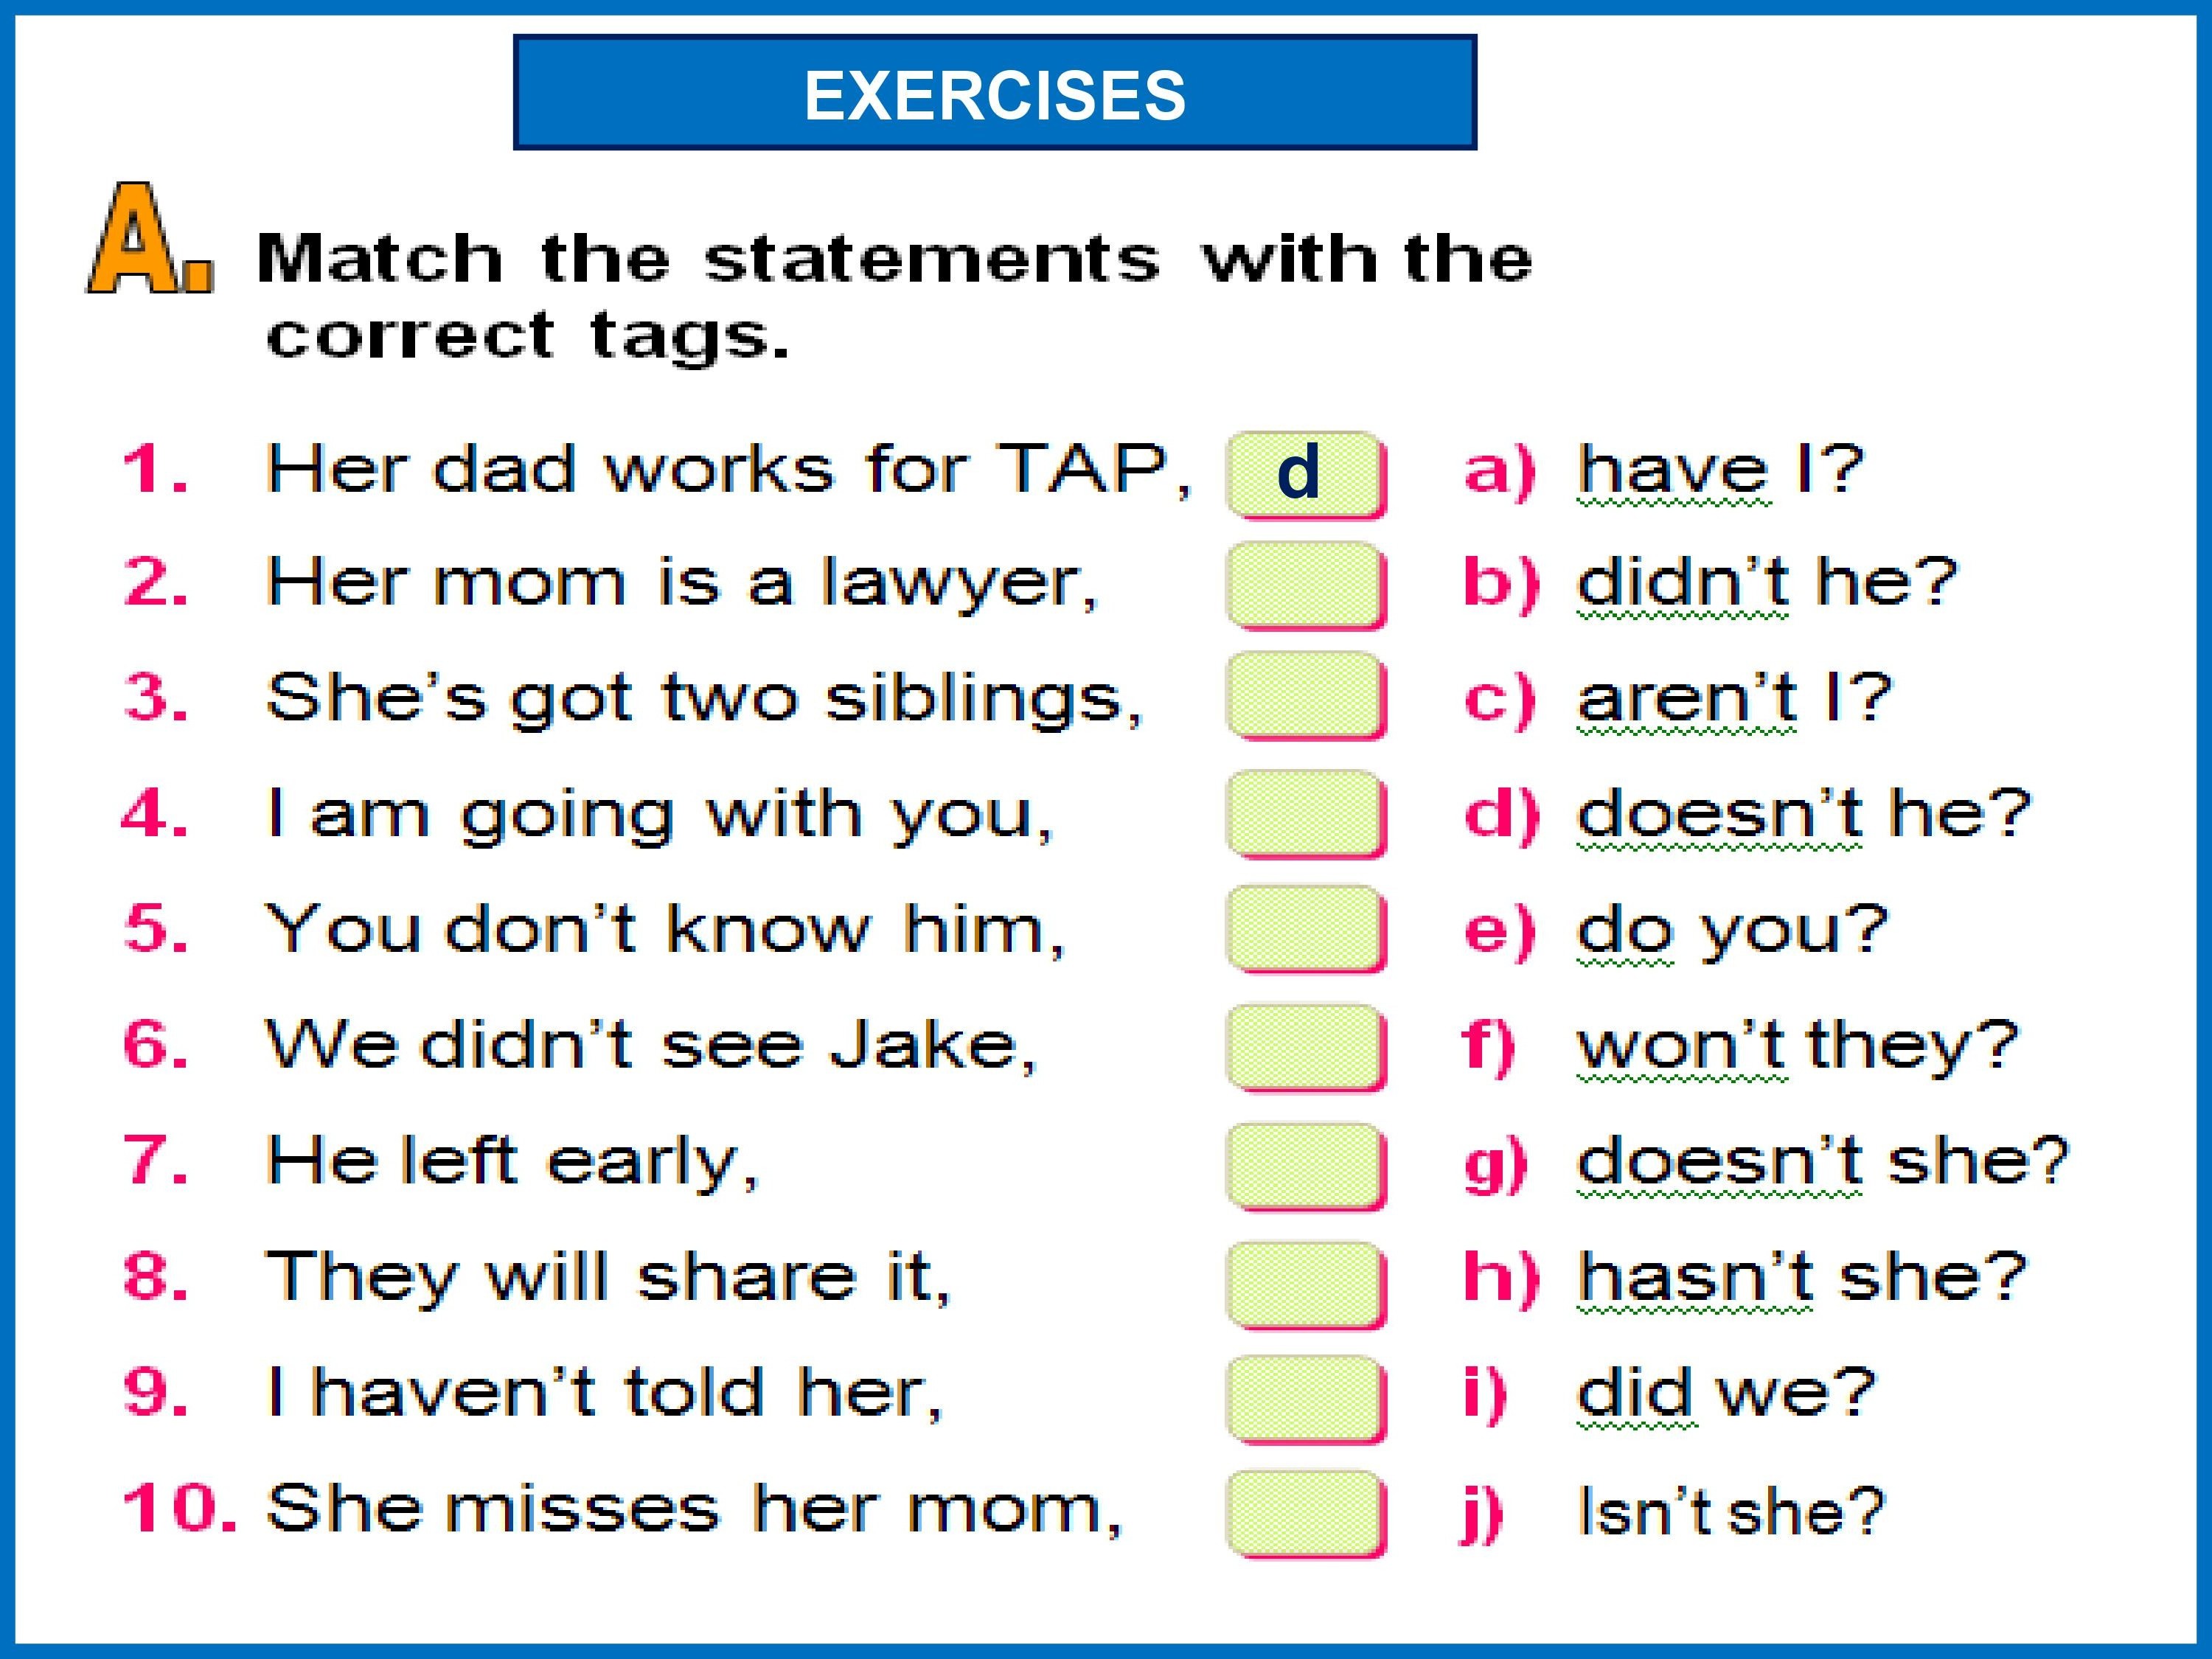 EXERCISES
A. Match the statements with the
correct tags.
1. Her dad works for TAP, d a) have I?
2. Her mom is a lawyer, b) didn't he?
3. She's got two siblings, c) aren't I?
4. I am going with you, d) doesn't he?
5. You don't know him, e) do you?
6. We didn't see Jake, f) won't they?
7. He left early, g) doesn't she?
8. They will share it, h) hasn't she?
9. I haven't told her, i) did we?
10. She misses her mom, j) Isn't she?